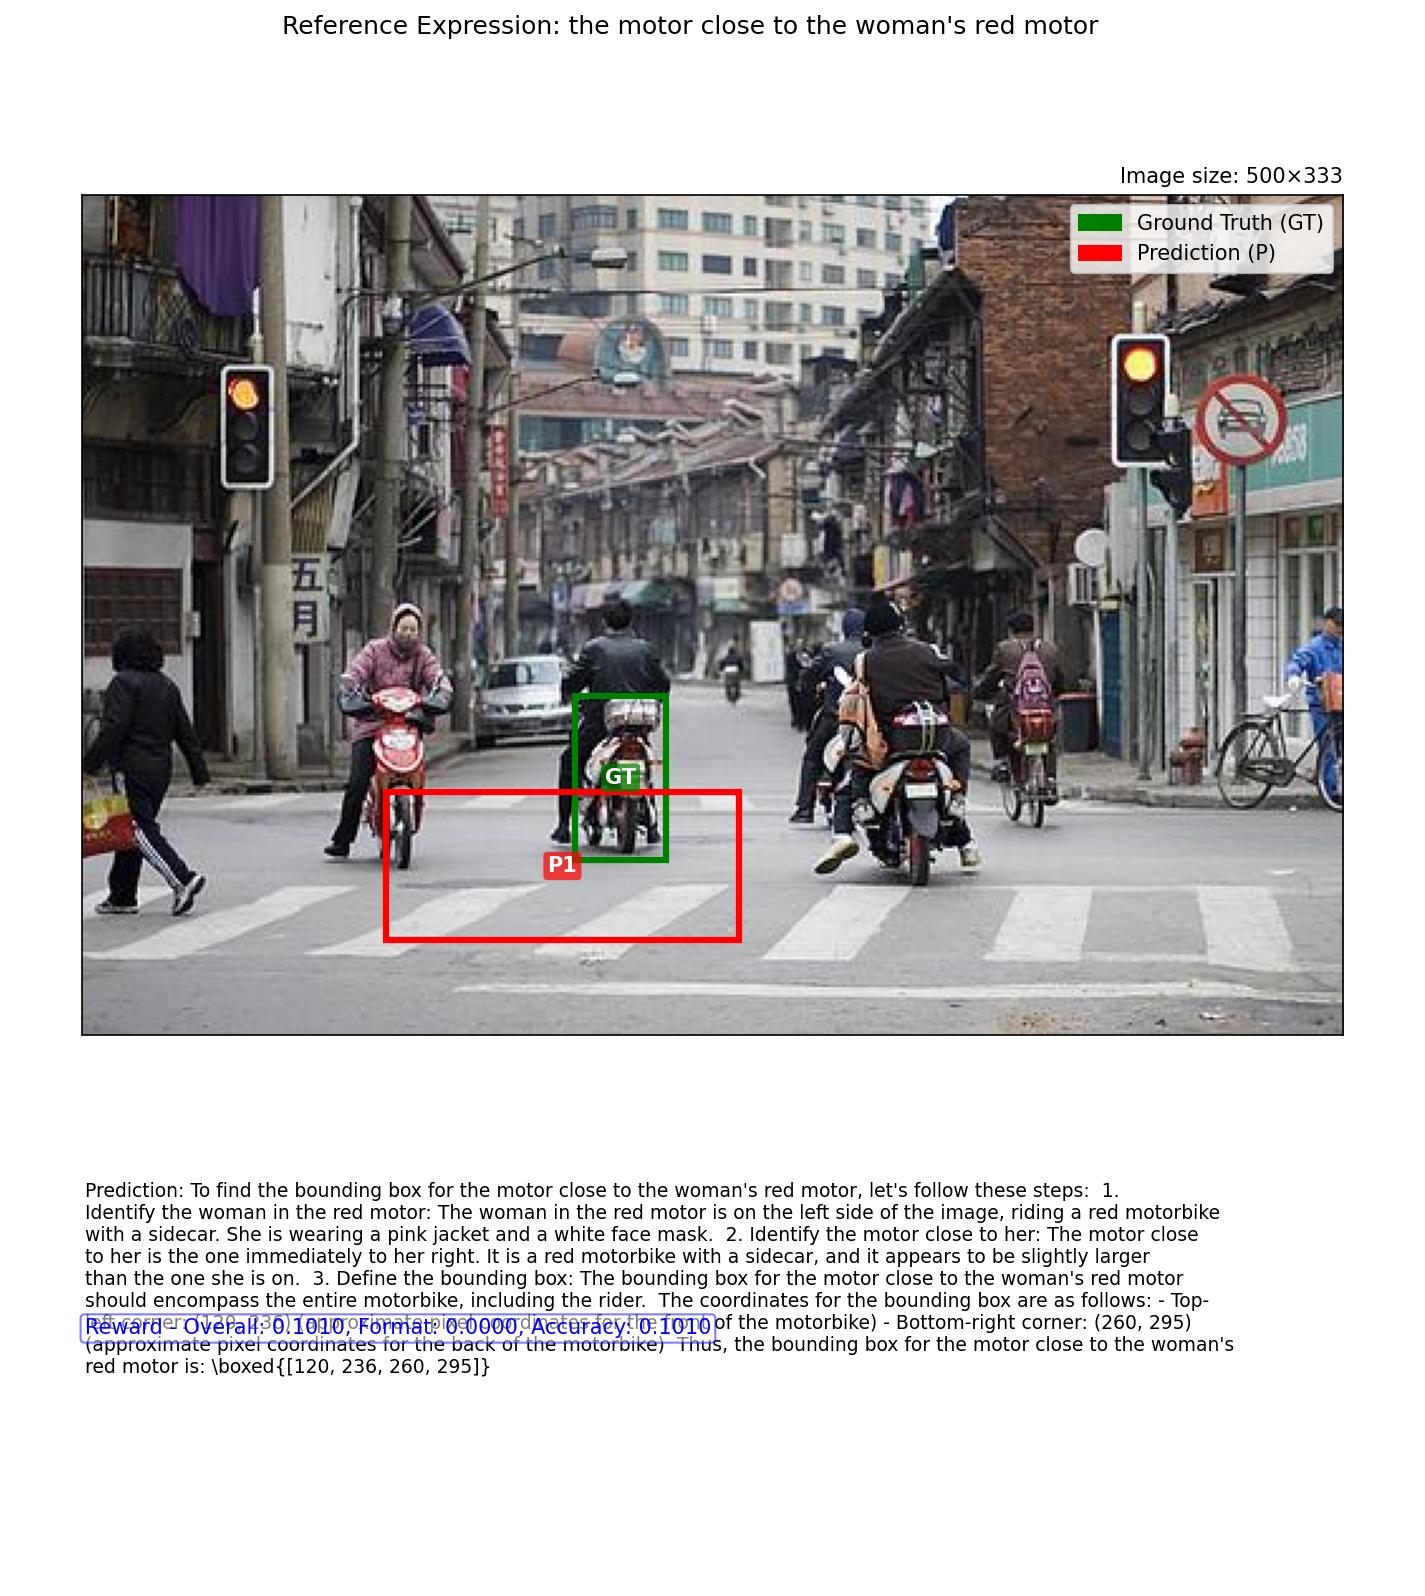 Reference Expression: the motor close to the woman's red motor
Image size: 500×333
Ground Truth (GT)
Prediction (P)
五
月
GT
P1
Prediction: To find the bounding box for the motor close to the woman's red motor, let's follow these steps:  1.
Identify the woman in the red motor: The woman in the red motor is on the left side of the image, riding a red motorbike
with a sidecar. She is wearing a pink jacket and a white face mask.  2. Identify the motor close to her: The motor close
to her is the one immediately to her right. It is a red motorbike with a sidecar, and it appears to be slightly larger
than the one she is on.  3. Define the bounding box: The bounding box for the motor close to the woman's red motor
should encompass the entire motorbike, including the rider.  The coordinates for the bounding box are as follows: - Top-
left corner: (120, 236) (approximate pixel coordinates for the front of the motorbike) - Bottom-right corner: (260, 295)
Reward - Overall: 0.1010, Format: 0.0000, Accuracy: 0.1010
(approximate pixel coordinates for the back of the motorbike)  Thus, the bounding box for the motor close to the woman's
red motor is: \boxed{[120, 236, 260, 295]}